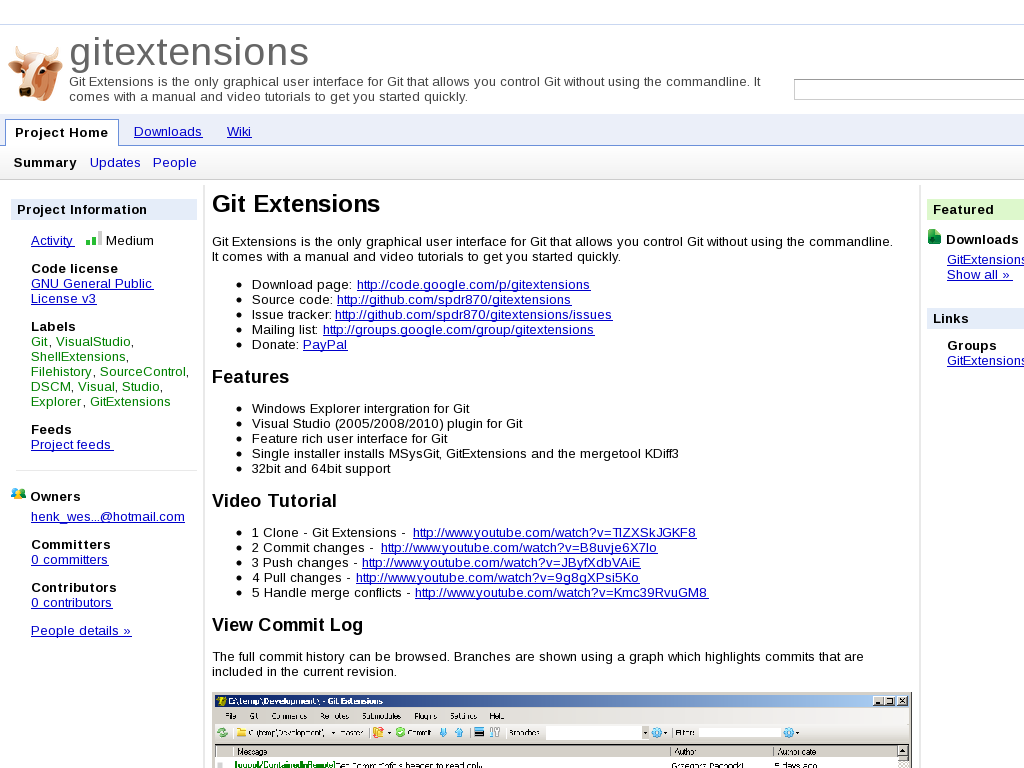 gitextensions
Git Extensions is the only graphical user interface for Git that allows you control Git without using the commandline. It
comes with a manual and video tutorials to get you started quickly.
Project Home Downloads Wiki
Summary Updates People
Project Information
Activity Medium
Code license
GNU General Public
License v3
Labels
Git, VisualStudio,
ShellExtensions,
Filehistory, SourceControl,
DSCM, Visual, Studio,
Explorer, GitExtensions
Feeds
Project feeds
Owners
henk_wes...@hotmail.com
Committers
0 committers
Contributors
0 contributors
People details »
Git Extensions
Git Extensions is the only graphical user interface for Git that allows you control Git without using the commandline.
It comes with a manual and video tutorials to get you started quickly.
Download page: http://code.google.com/p/gitextensions
Source code: http://github.com/spdr870/gitextensions
Issue tracker: http://github.com/spdr870/gitextensions/issues
Mailing list: http://groups.google.com/group/gitextensions
Donate: PayPal
Features
Windows Explorer intergration for Git
Visual Studio (2005/2008/2010) plugin for Git
Feature rich user interface for Git
Single installer installs MSysGit, GitExtensions and the mergetool KDiff3
32bit and 64bit support
Video Tutorial
1 Clone - Git Extensions - http://www.youtube.com/watch?v=TlZXSkJGKF8
2 Commit changes - http://www.youtube.com/watch?v=B8uvje6X7lo
3 Push changes - http://www.youtube.com/watch?v=JByfXdbVAiE
4 Pull changes - http://www.youtube.com/watch?v=9g8gXPsi5Ko
5 Handle merge conflicts - http://www.youtube.com/watch?v=Kmc39RvuGM8
View Commit Log
The full commit history can be browsed. Branches are shown using a graph which highlights commits that are
included in the current revision.
C:\temp\Development\ - Git Extensions
File Git Commands Remotes Submodules Plugins Settings Help
C:\temp\Development\ master Commit Branches: Filter:
Message Author Author date
Grzegorz Pachocki 5 days ago
Featured
Downloads
GitExtensions
Show all »
Links
Groups
GitExtensions